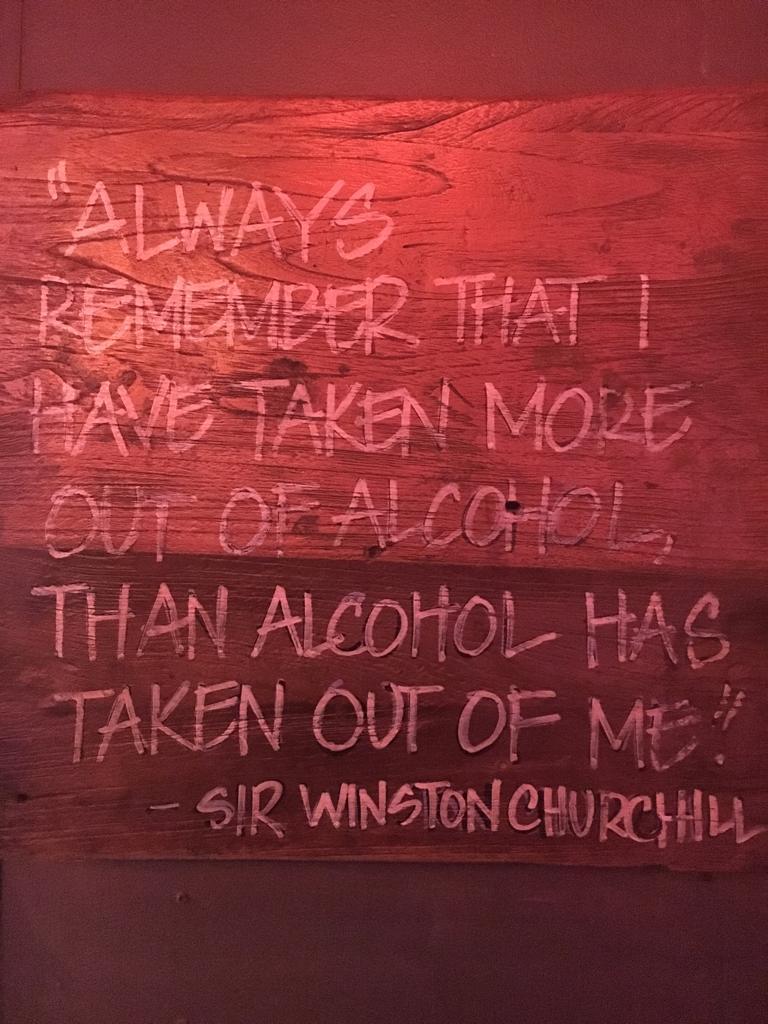 "ALWAYS
REMEMBER THAT I
HAVE TAKEN MORE
OUT OF ALCOHOL,
THAN ALCOHOL HAS
TAKEN OUT OF ME."
- SIR WINSTON CHURCHILL